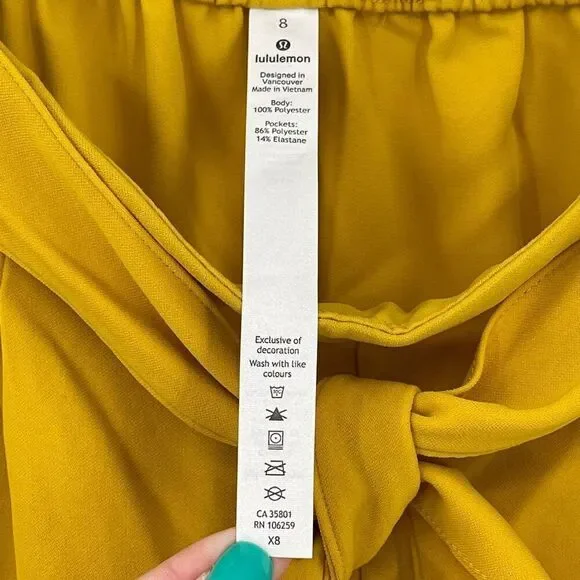 8
lululemon
Designed in
Vancouver
Made in Vietnam
Body:
100% Polyester
Pockets:
86% Polyester
14% Elastane
Exclusive of
decoration
Wash with like
colours
CA 35801
RN 106259
X8